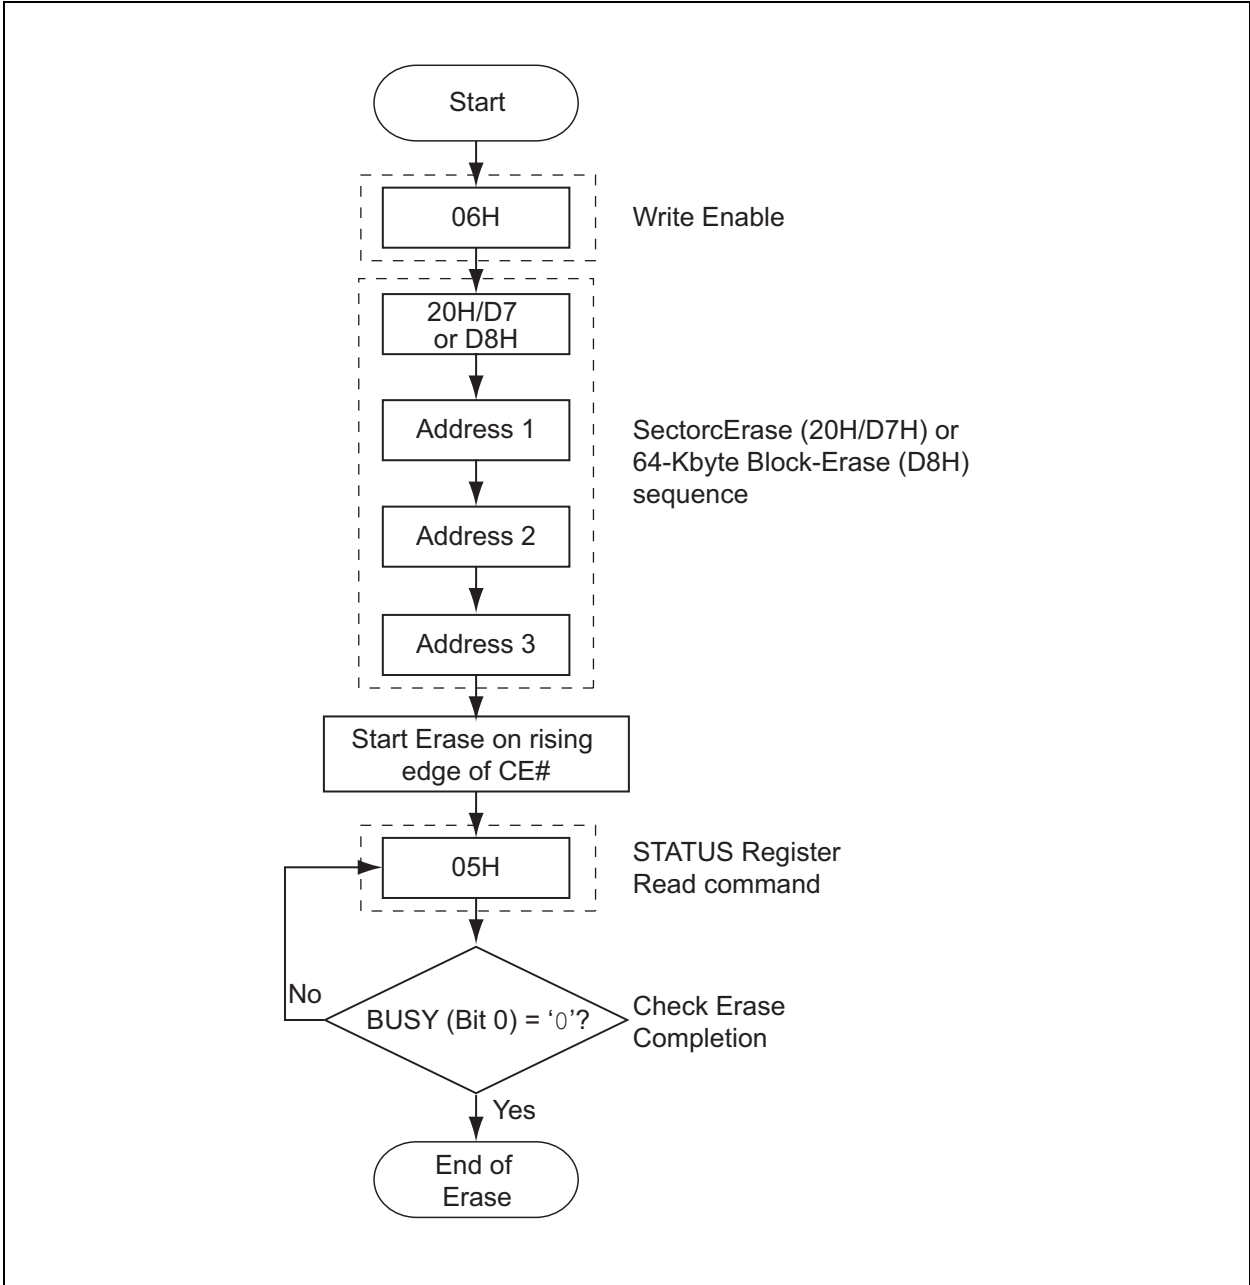 Start
06H
Write Enable
20H/D7
or D8H
Address 1
SectorcErase (20H/D7H) or
64-Kbyte Block-Erase (D8H)
sequence
Address 2
Address 3
Start Erase on rising
edge of CE#
05H
STATUS Register
Read command
No
BUSY (Bit 0) = ‘0’?
Check Erase
Completion
Yes
End of
Erase